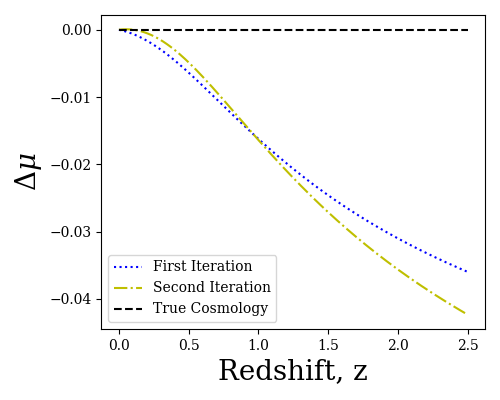 0.00
−0.01
−0.02
−0.03
−0.04
Δμ
First Iteration
Second Iteration
True Cosmology
0.0 0.5 1.0 1.5 2.0 2.5
Redshift, z